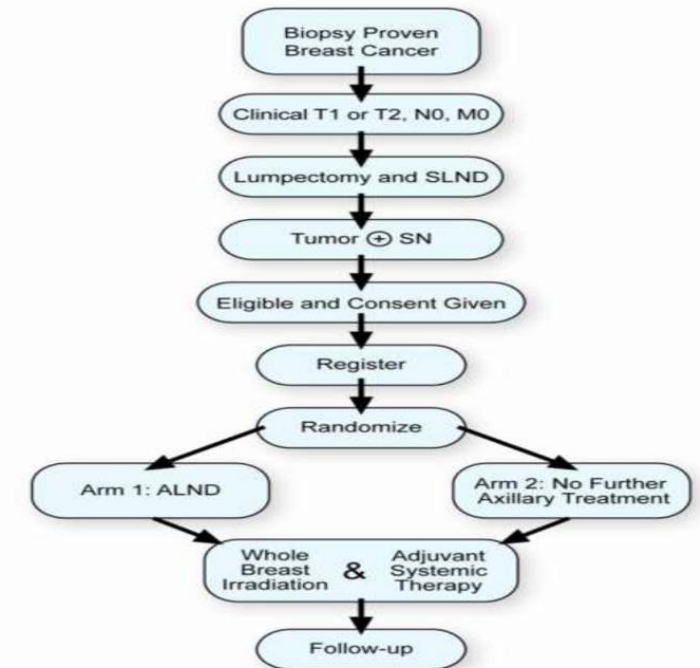 Biopsy Proven
Breast Cancer
Clinical T1 or T2, N0, M0
Lumpectomy and SLND
Tumor ⊕ SN
Eligible and Consent Given
Register
Randomize
Arm 1: ALND
Arm 2: No Further
Axillary Treatment
Whole
Breast
Irradiation
&
Adjuvant
Systemic
Therapy
Follow-up